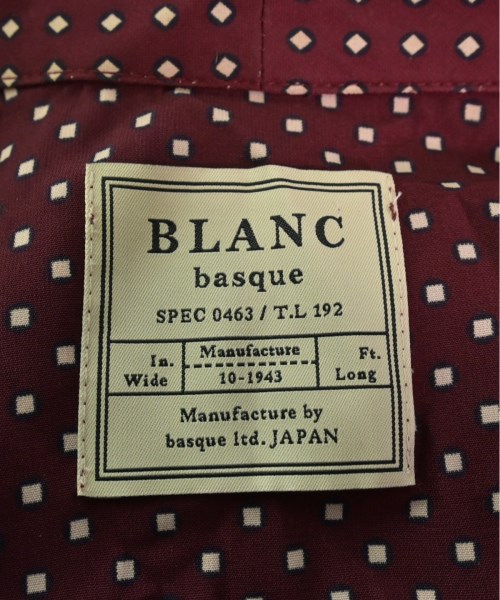 BLANC
basque
SPEC 0463 / T.L 192
In.
Wide
Manufacture
10-1943
Ft.
Long
Manufacture by
basque ltd. JAPAN